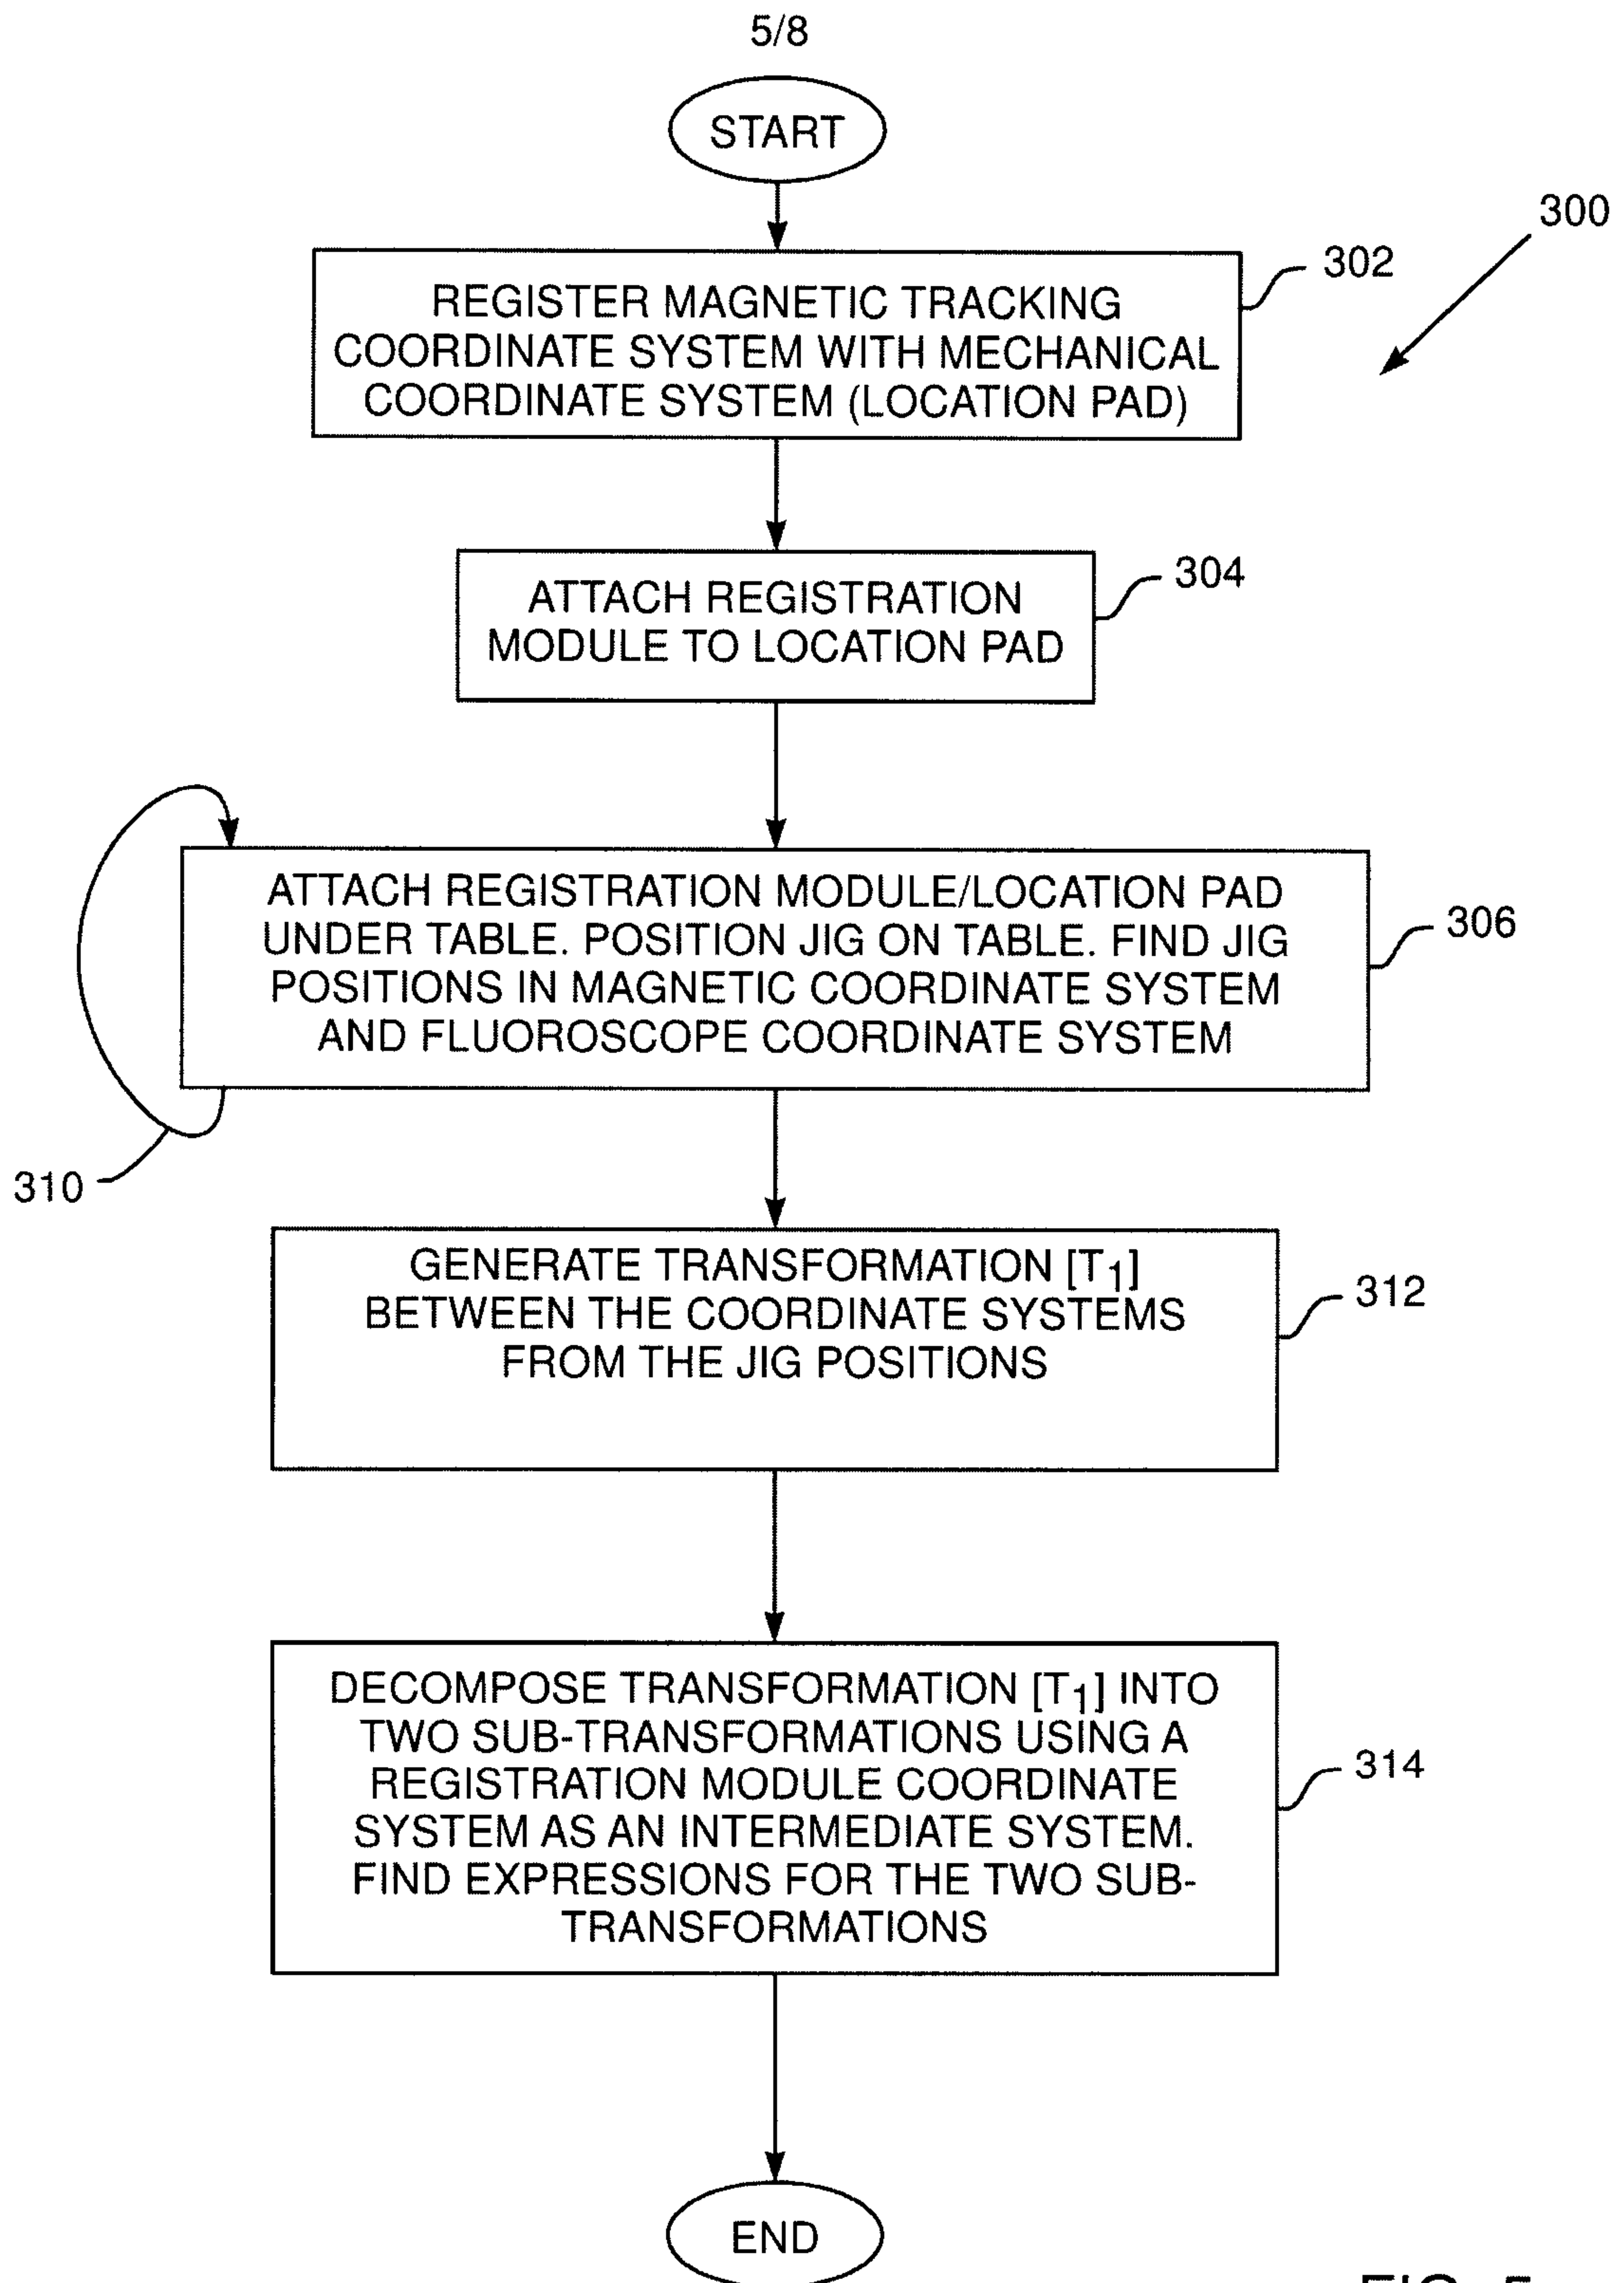 5/8
START
300
302
REGISTER MAGNETIC TRACKING
COORDINATE SYSTEM WITH MECHANICAL
COORDINATE SYSTEM (LOCATION PAD)
304
ATTACH REGISTRATION
MODULE TO LOCATION PAD
306
ATTACH REGISTRATION MODULE/LOCATION PAD
UNDER TABLE. POSITION JIG ON TABLE. FIND JIG
POSITIONS IN MAGNETIC COORDINATE SYSTEM
AND FLUOROSCOPE COORDINATE SYSTEM
310
GENERATE TRANSFORMATION [T1]
BETWEEN THE COORDINATE SYSTEMS
FROM THE JIG POSITIONS
312
DECOMPOSE TRANSFORMATION [T1] INTO
TWO SUB-TRANSFORMATIONS USING A
REGISTRATION MODULE COORDINATE
SYSTEM AS AN INTERMEDIATE SYSTEM.
FIND EXPRESSIONS FOR THE TWO SUB-
TRANSFORMATIONS
314
END